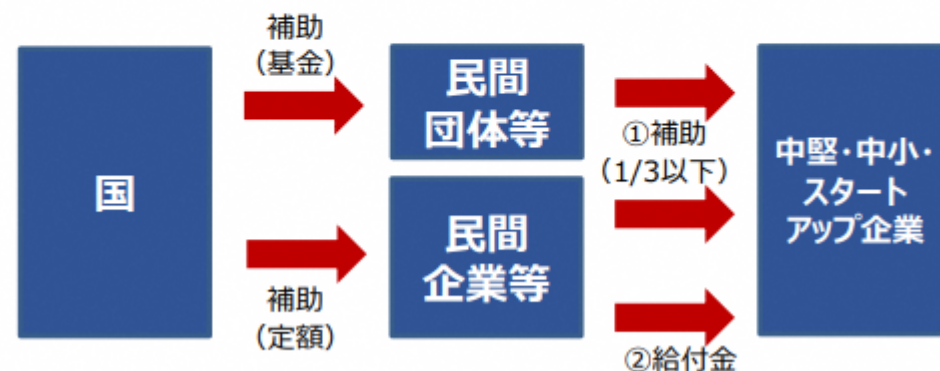 国
補助
（基金）
民間
団体等
民間
企業等
補助
（定額）
①補助
（1/3以下）
②給付金
中堅・中小・
スタート
アップ企業